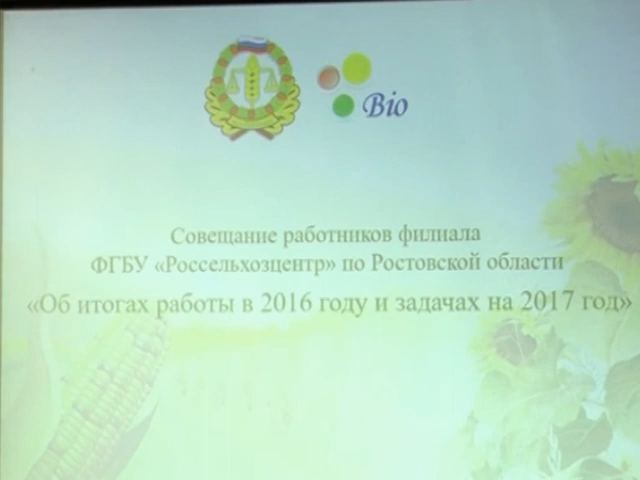 Bio
Совещание работников филиала
ФГБУ «Россельхозцентр» по Ростовской области
«Об итогах работы в 2016 году и задачах на 2017 год»